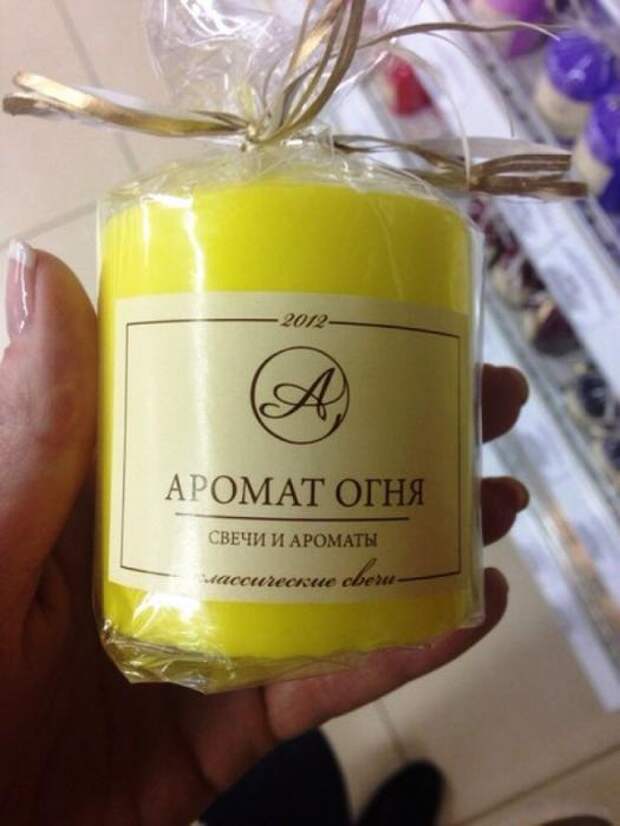 2012
А
АРОМАТ ОГНЯ
СВЕЧИ И АРОМАТЫ
классические свечи